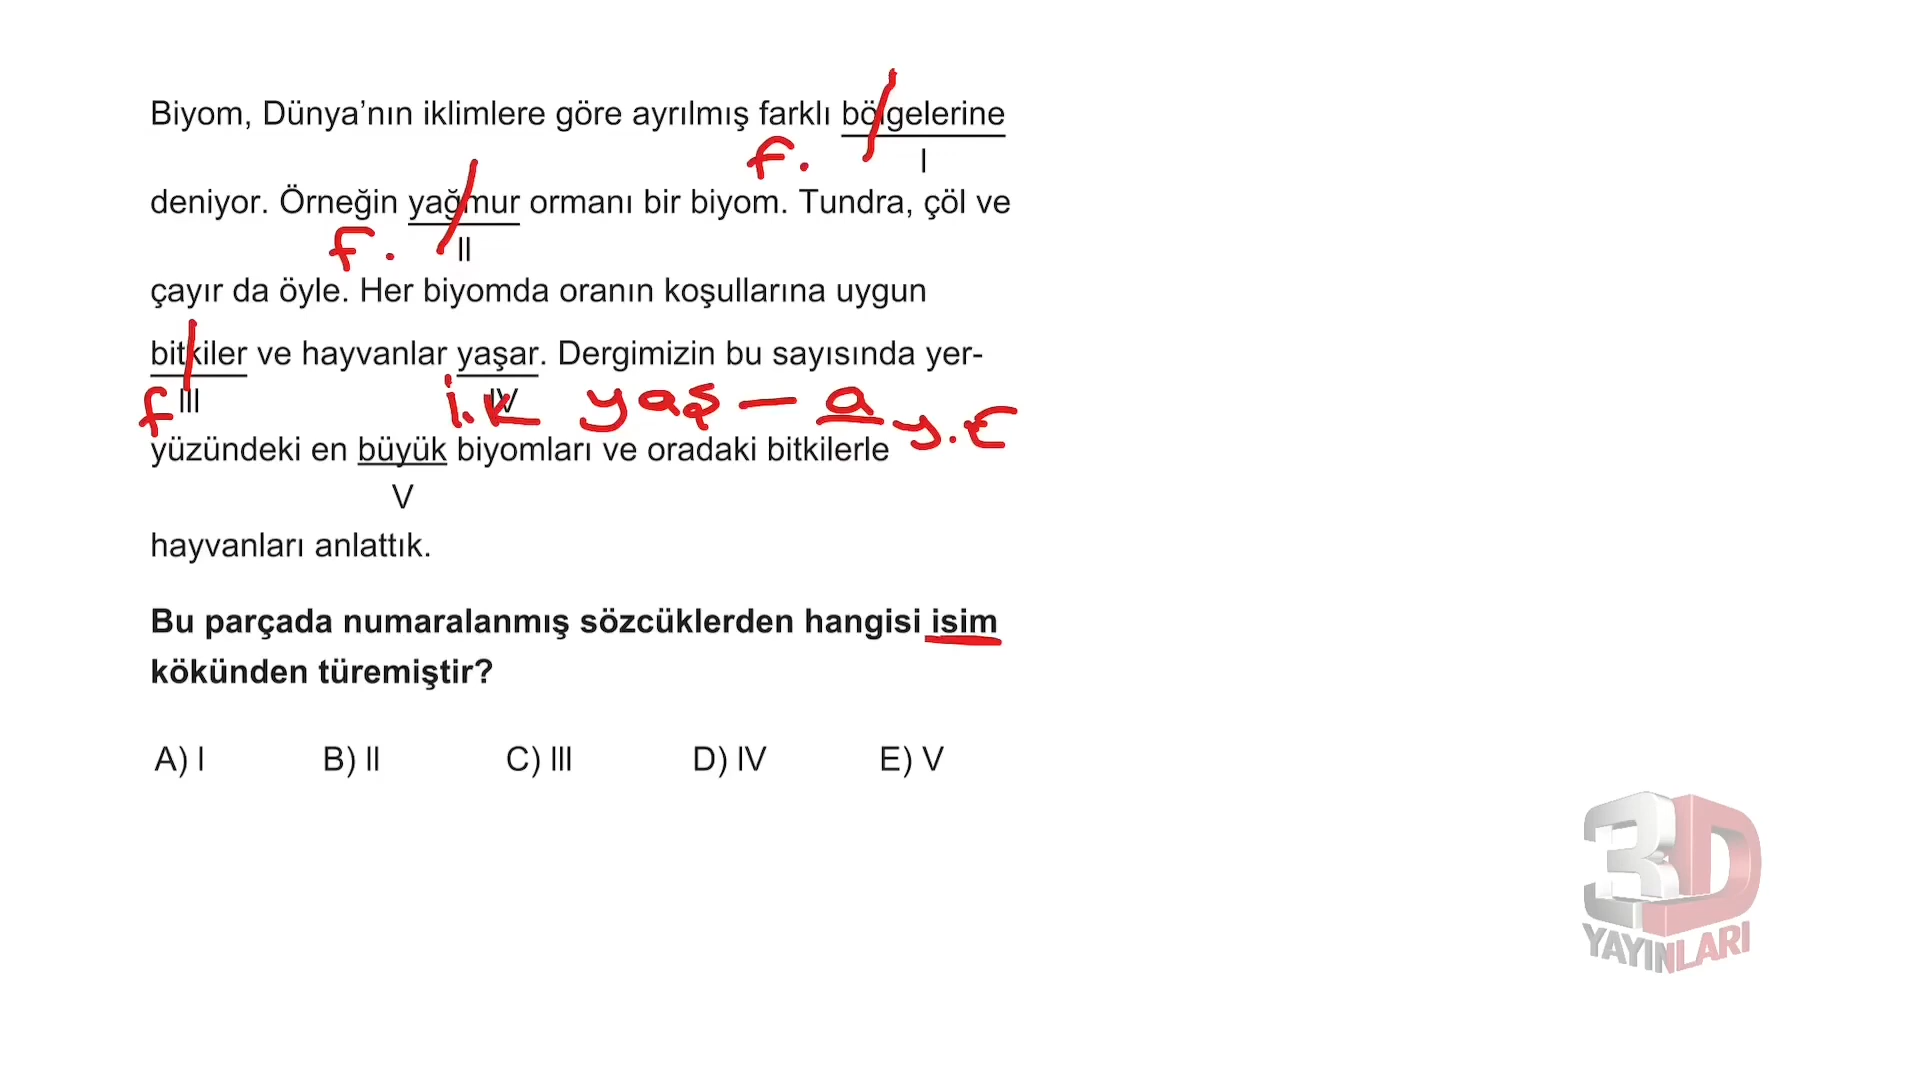 Biyom, Dünya’nın iklimlere göre ayrılmış farklı bölgelerine
f. I
deniyor. Örneğin yağmur ormanı bir biyom. Tundra, çöl ve
f. II
çayır da öyle. Her biyomda oranın koşullarına uygun
bitkiler ve hayvanlar yaşar. Dergimizin bu sayısında yer-
f III i.k IV yaş - a y.E
yüzündeki en büyük biyomları ve oradaki bitkilerle
V
hayvanları anlattık.
Bu parçada numaralanmış sözcüklerden hangisi isim
kökünden türemiştir?
A) I B) II C) III D) IV E) V
3D
YAYINLARI